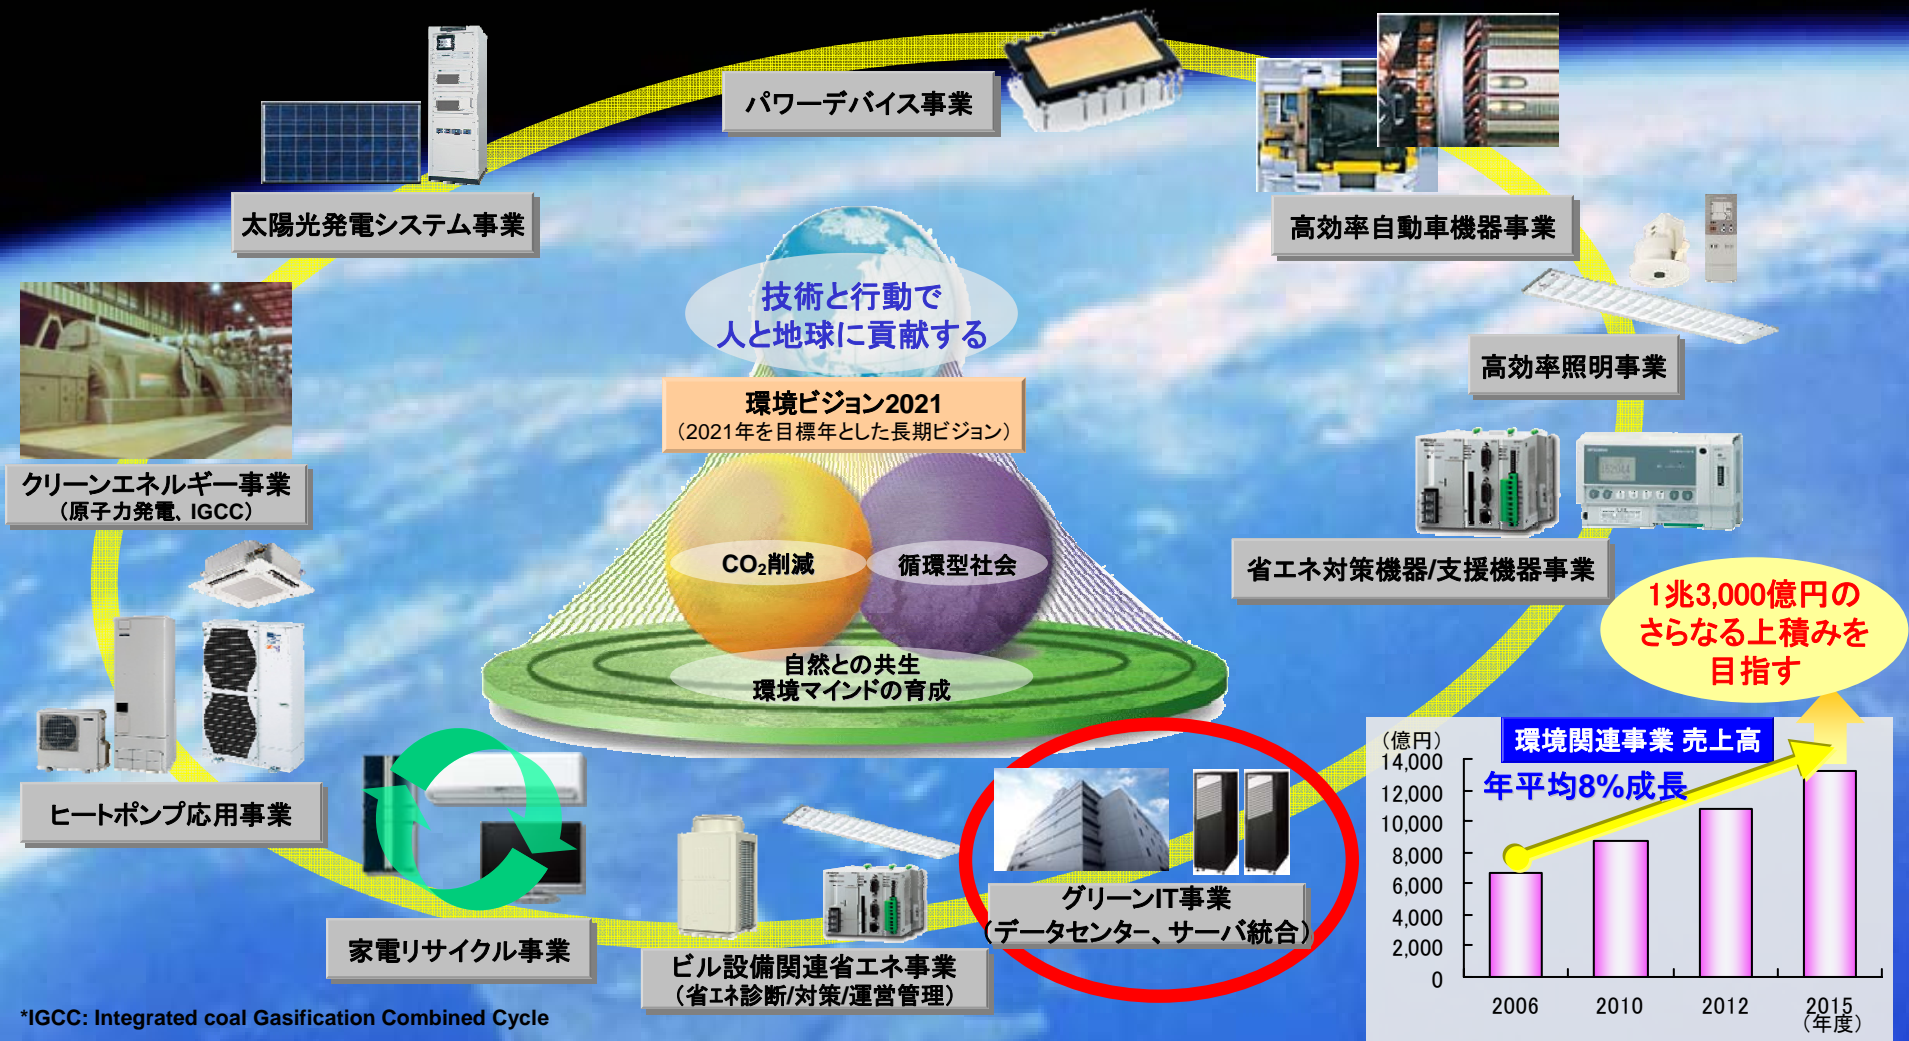 パワーデバイス事業
太陽光発電システム事業
高効率自動車機器事業
技術と行動で
人と地球に貢献する
高効率照明事業
環境ビジョン2021
（2021年を目標年とした長期ビジョン）
クリーンエネルギー事業
（原子力発電、IGCC）
CO₂削減
循環型社会
省エネ対策機器/支援機器事業
1兆3,000億円の
さらなる上積みを
目指す
自然との共生
環境マインドの育成
ヒートポンプ応用事業
家電リサイクル事業
ビル設備関連省エネ事業
（省エネ診断/対策/運営管理）
グリーンIT事業
（データセンター、サーバ統合）
環境関連事業 売上高
年平均8%成長
（億円）
14,000
12,000
10,000
8,000
6,000
4,000
2,000
0
2006 2010 2012 2015
（年度）
*IGCC: Integrated coal Gasification Combined Cycle